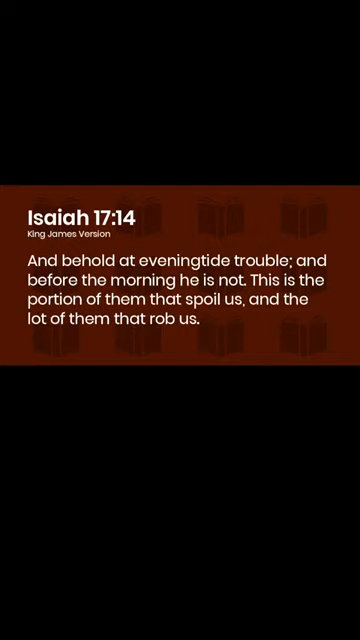 Isaiah 17:14
King James Version
And behold at eveningtide trouble; and
before the morning he is not. This is the
portion of them that spoil us, and the
lot of them that rob us.